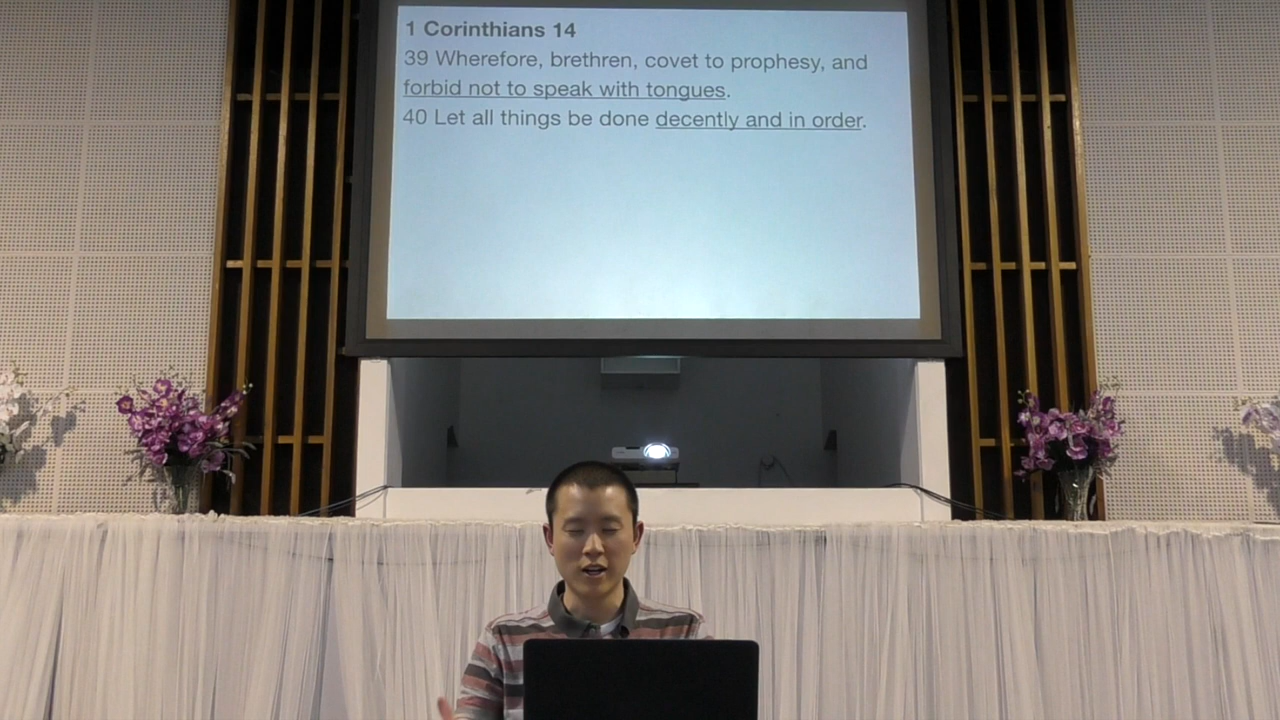 1 Corinthians 14
39 Wherefore, brethren, covet to prophesy, and
forbid not to speak with tongues.
40 Let all things be done decently and in order.